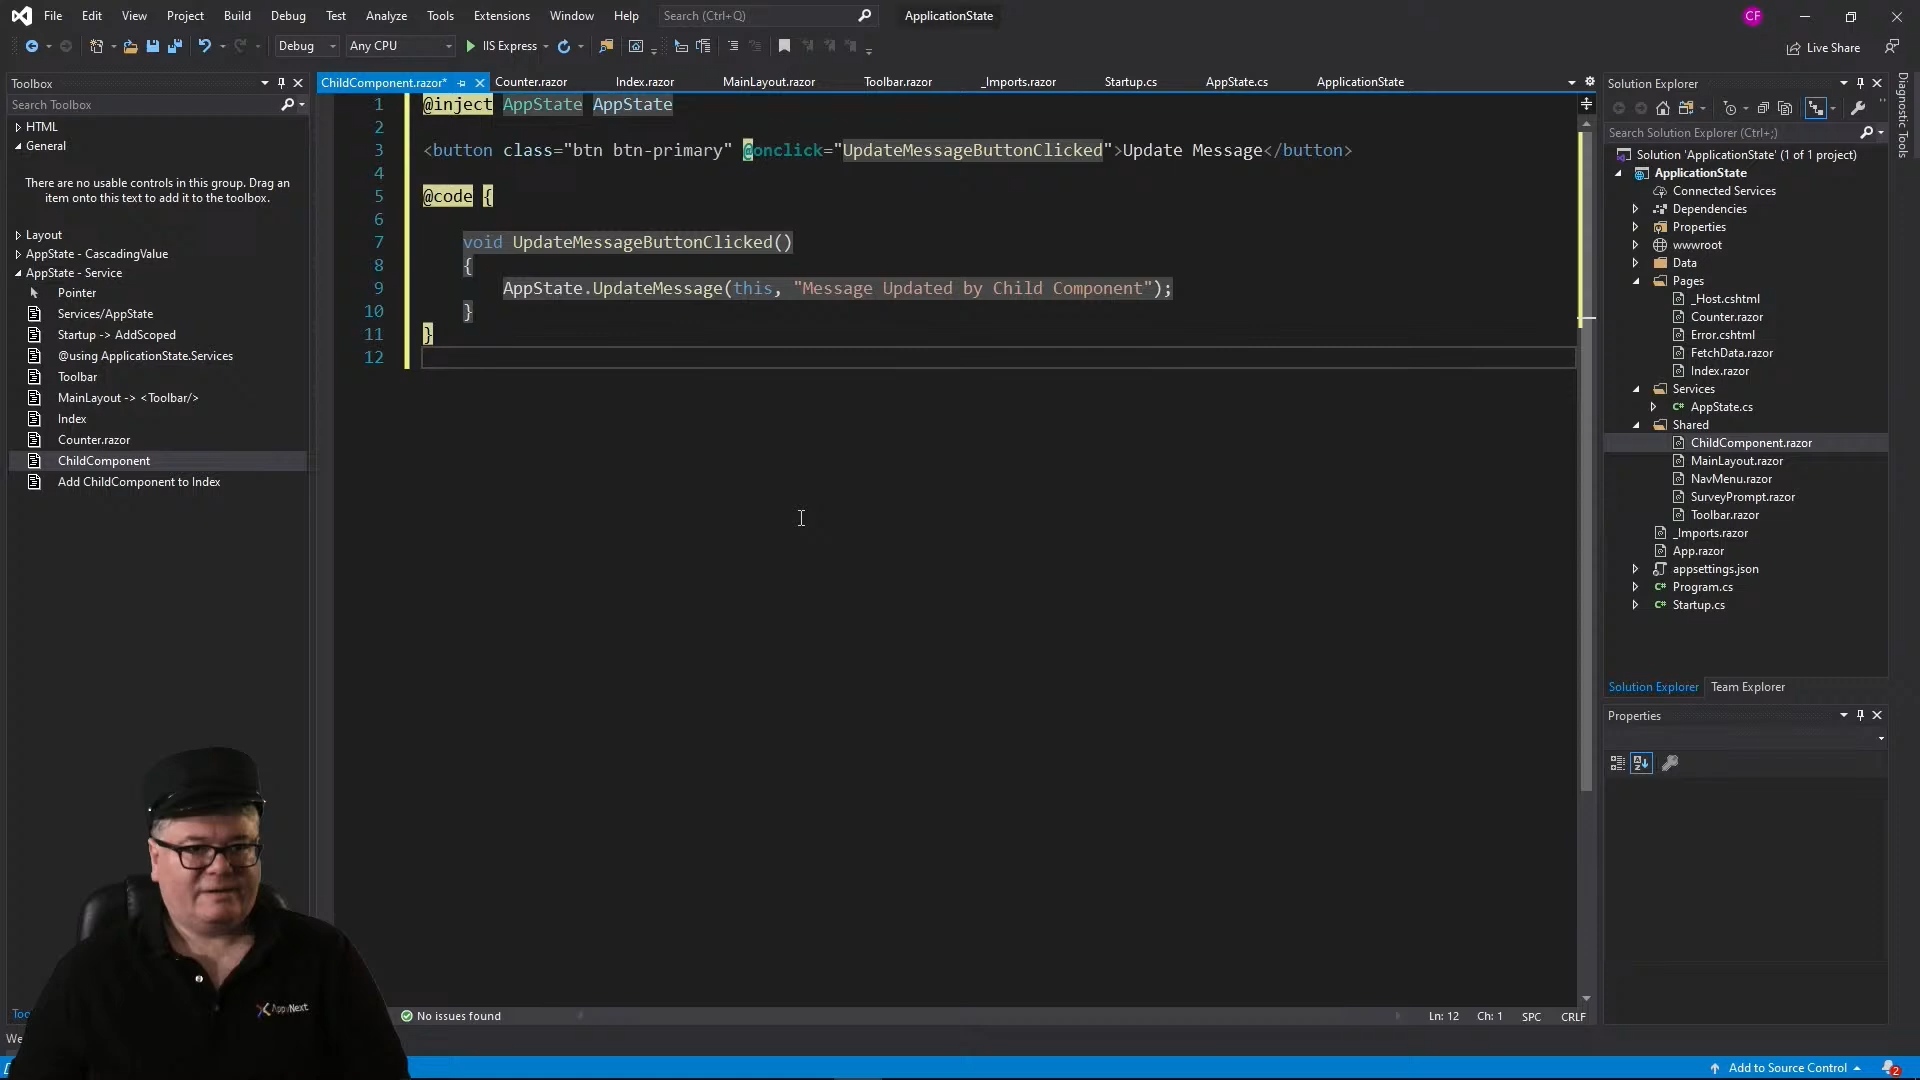 File Edit View Project Build Debug Test Analyze Tools Extensions Window Help Search (Ctrl+Q) ApplicationState CF
Debug Any CPU IIS Express Live Share
Toolbox
Search Toolbox
HTML
General
There are no usable controls in this group. Drag an
item onto this text to add it to the toolbox.
Layout
AppState - CascadingValue
AppState - Service
Pointer
Services/AppState
Startup -> AddScoped
@using ApplicationState.Services
Toolbar
MainLayout -> <Toolbar/>
Index
Counter.razor
ChildComponent
Add ChildComponent to Index
ChildComponent.razor* Counter.razor Index.razor MainLayout.razor Toolbar.razor _Imports.razor Startup.cs AppState.cs ApplicationState
1 @inject AppState AppState
2
3 <button class="btn btn-primary" @onclick="UpdateMessageButtonClicked">Update Message</button>
4
5 @code {
6
7 void UpdateMessageButtonClicked()
8 {
9 AppState.UpdateMessage(this, "Message Updated by Child Component");
10 }
11 }
12
No issues found Ln: 12 Ch: 1 SPC CRLF
Solution Explorer
Search Solution Explorer (Ctrl+;)
Solution 'ApplicationState' (1 of 1 project)
ApplicationState
Connected Services
Dependencies
Properties
wwwroot
Data
Pages
_Host.cshtml
Counter.razor
Error.cshtml
FetchData.razor
Index.razor
Services
AppState.cs
Shared
ChildComponent.razor
MainLayout.razor
NavMenu.razor
SurveyPrompt.razor
Toolbar.razor
_Imports.razor
App.razor
appsettings.json
Program.cs
Startup.cs
Solution Explorer Team Explorer
Properties
Diagnostic Tools
AppvNext
Add to Source Control 2